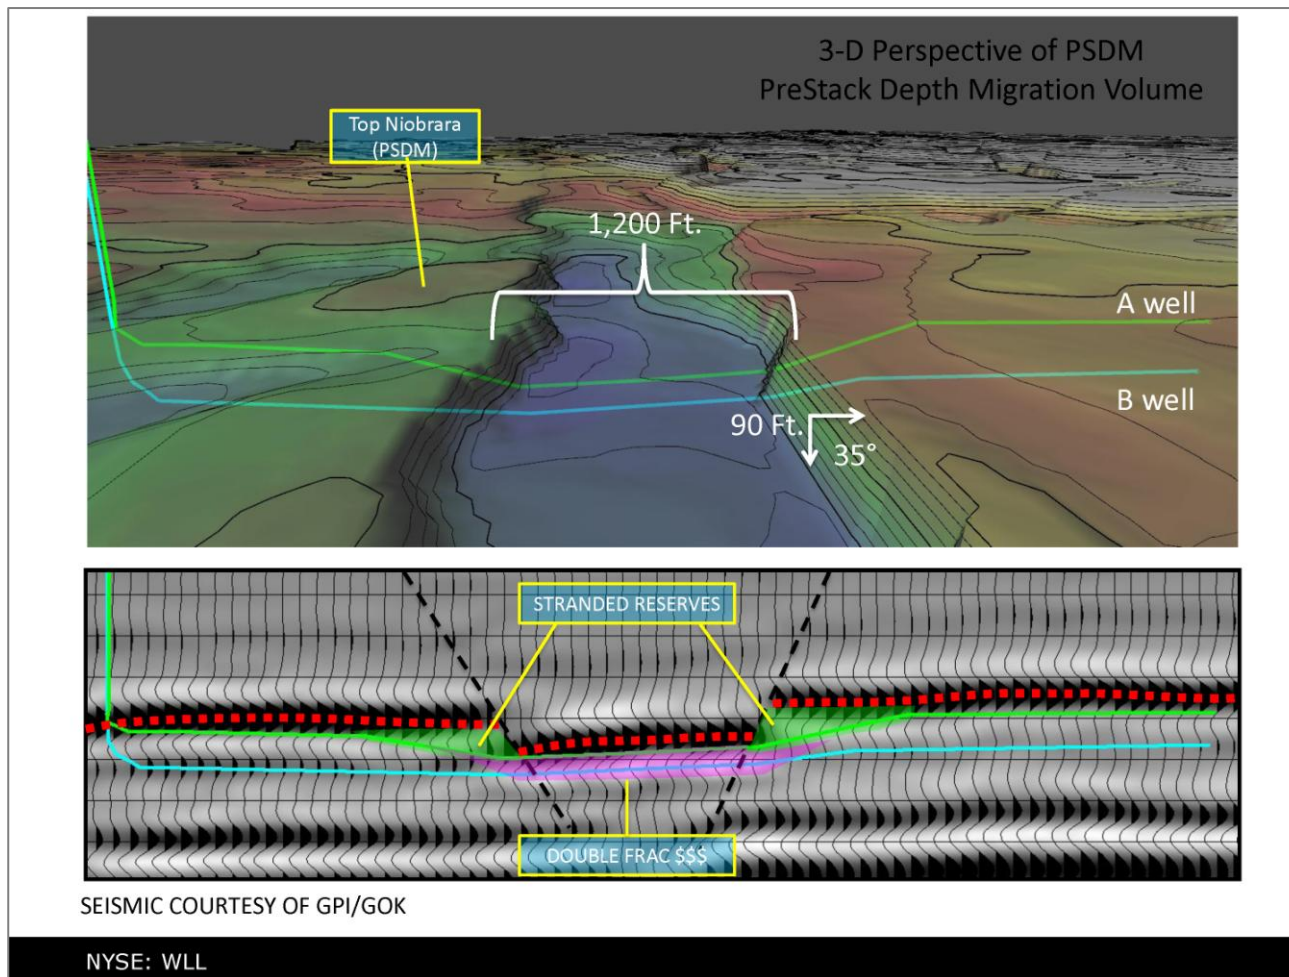 3-D Perspective of PSDM
PreStack Depth Migration Volume
Top Niobrara
(PSDM)
1,200 Ft.
A well
B well
90 Ft.
35°
STRANDED RESERVES
DOUBLE FRAC $$$
SEISMIC COURTESY OF GPI/GOK
NYSE: WLL